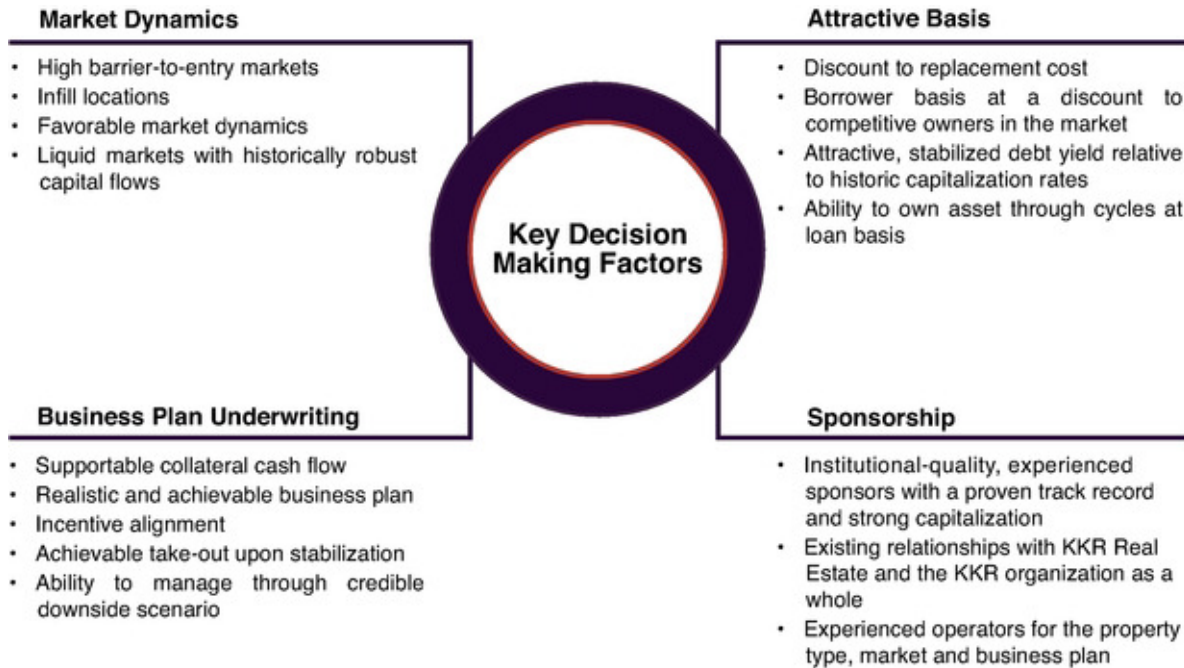 Market Dynamics
• High barrier-to-entry markets
• Infill locations
• Favorable market dynamics
• Liquid markets with historically robust
capital flows
Attractive Basis
• Discount to replacement cost
• Borrower basis at a discount to
competitive owners in the market
• Attractive, stabilized debt yield relative
to historic capitalization rates
• Ability to own asset through cycles at
loan basis
Key Decision
Making Factors
Business Plan Underwriting
• Supportable collateral cash flow
• Realistic and achievable business plan
• Incentive alignment
• Achievable take-out upon stabilization
• Ability to manage through credible
downside scenario
Sponsorship
• Institutional-quality, experienced
sponsors with a proven track record
and strong capitalization
• Existing relationships with KKR Real
Estate and the KKR organization as a
whole
• Experienced operators for the property
type, market and business plan